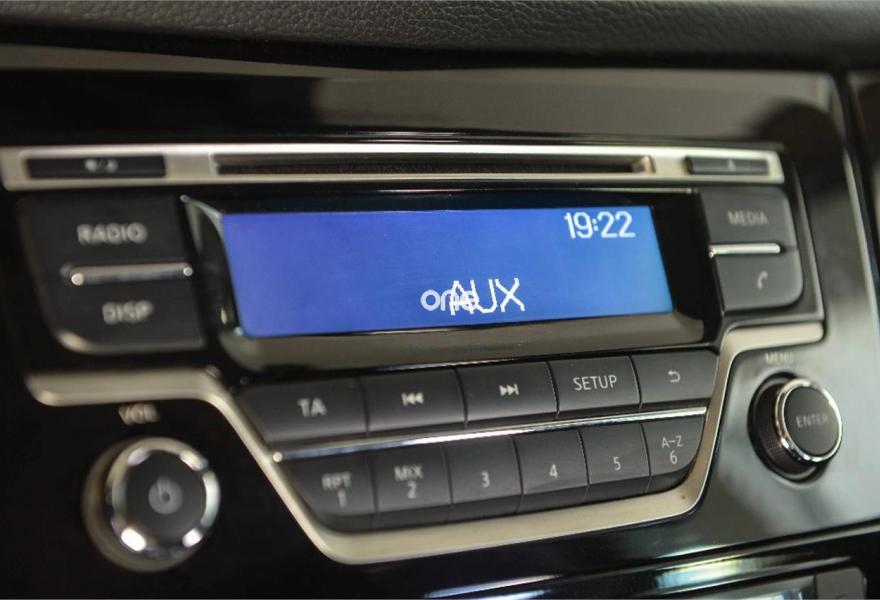 RADIO
DISP
19:22
AUX
one
MEDIA
TA
SETUP
MENU
ENTER
VOL
RPT
1
MIX
2
3
4
5
A-Z
6